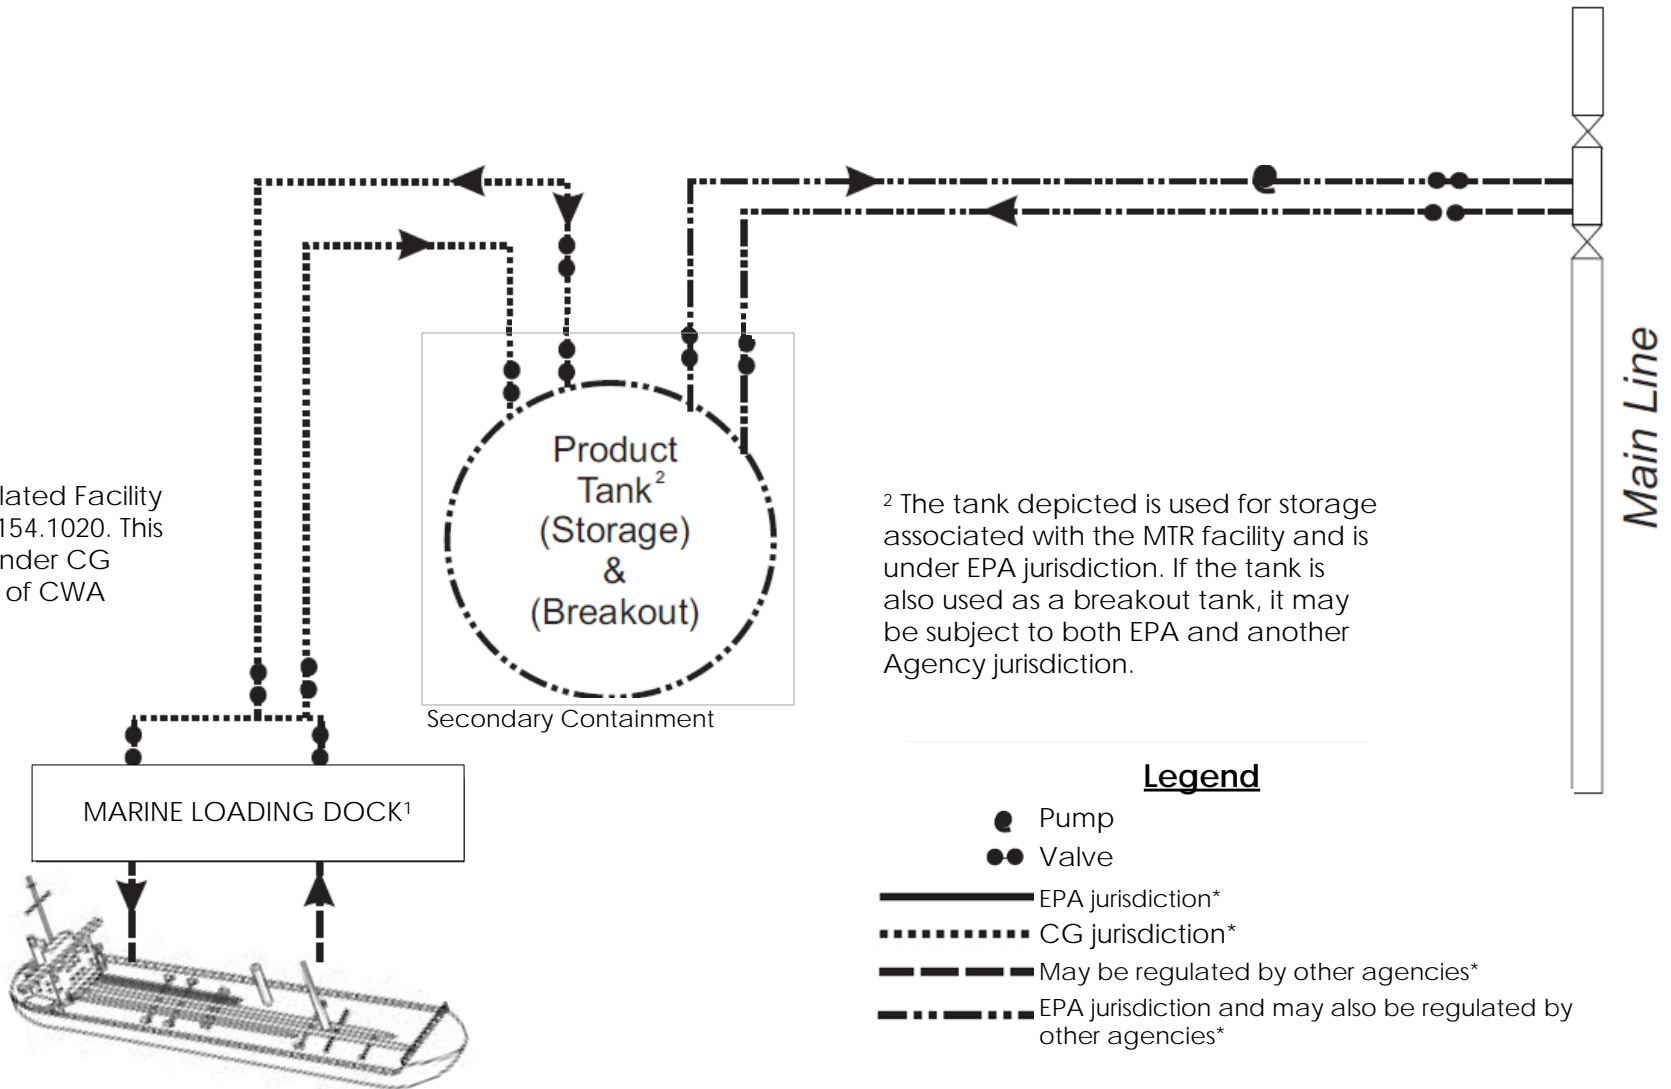 Product
Tank²
(Storage)
&
(Breakout)
Main Line
lated Facility
154.1020. This
nder CG
of CWA
² The tank depicted is used for storage
associated with the MTR facility and is
under EPA jurisdiction. If the tank is
also used as a breakout tank, it may
be subject to both EPA and another
Agency jurisdiction.
Secondary Containment
MARINE LOADING DOCK¹
Legend
Pump
Valve
EPA jurisdiction*
CG jurisdiction*
May be regulated by other agencies*
EPA jurisdiction and may also be regulated by
other agencies*